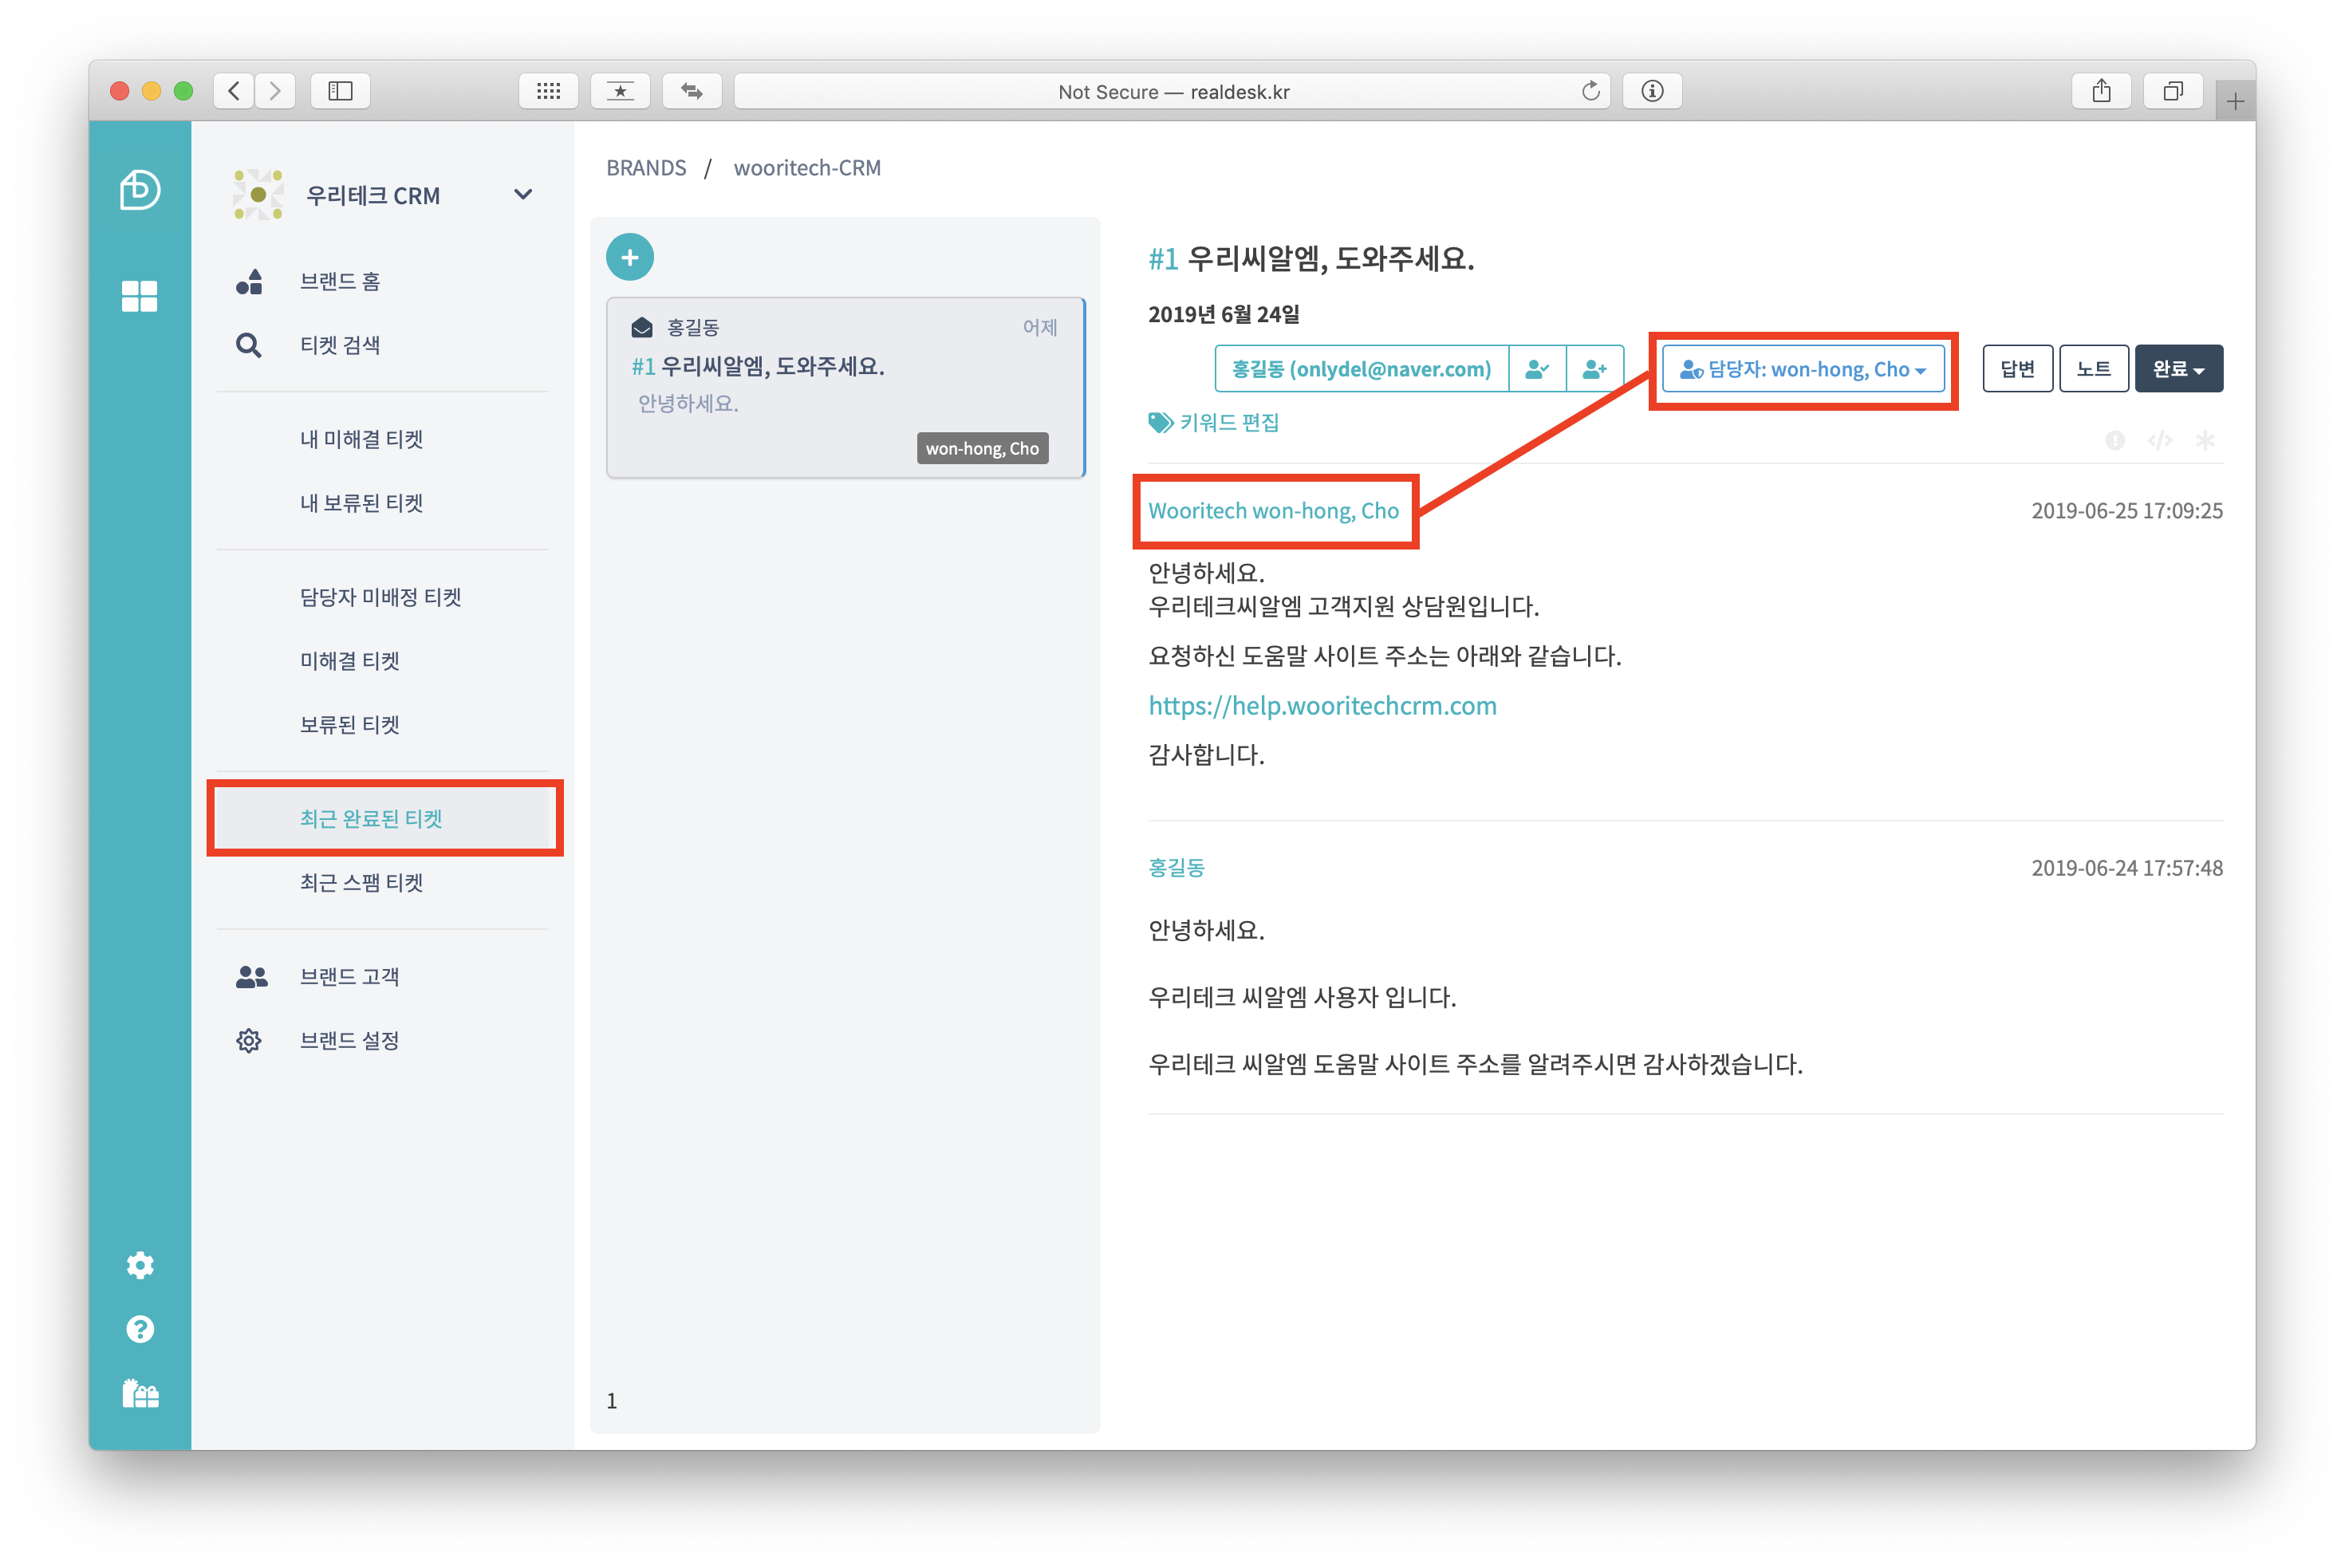 Not Secure — realdesk.kr
우리테크 CRM
브랜드 홈
티켓 검색
내 미해결 티켓
내 보류된 티켓
담당자 미배정 티켓
미해결 티켓
보류된 티켓
최근 완료된 티켓
최근 스팸 티켓
브랜드 고객
브랜드 설정
BRANDS / wooritech-CRM
홍길동 어제
#1 우리씨알엠, 도와주세요.
안녕하세요.
won-hong, Cho
1
#1 우리씨알엠, 도와주세요.
2019년 6월 24일
홍길동 (onlydel@naver.com) 담당자: won-hong, Cho 답변 노트 완료
키워드 편집
Wooritech won-hong, Cho 2019-06-25 17:09:25
안녕하세요.
우리테크씨알엠 고객지원 상담원입니다.
요청하신 도움말 사이트 주소는 아래와 같습니다.
https://help.wooritechcrm.com
감사합니다.
홍길동 2019-06-24 17:57:48
안녕하세요.
우리테크 씨알엠 사용자 입니다.
우리테크 씨알엠 도움말 사이트 주소를 알려주시면 감사하겠습니다.